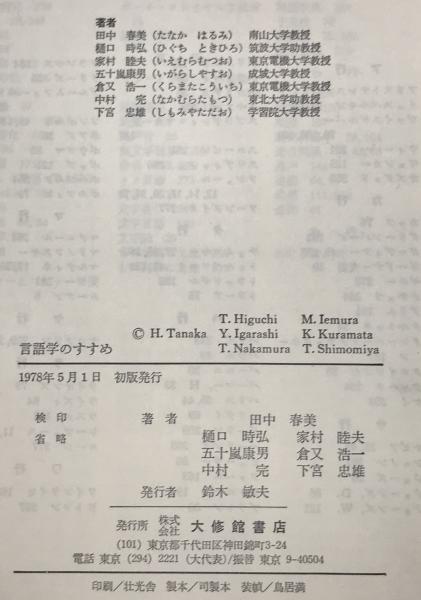 著者
田中 春美(たなか はるみ) 南山大学教授
樋口 時弘(ひぐち ときひろ) 筑波大学助教授
家村 睦夫(いえむらむつお) 東京電機大学教授
五十嵐康男(いがらしやすお) 成城大学教授
倉又 浩一(くらまたこういち) 東京電機大学教授
中村 完(なかむらたもつ) 東北大学助教授
下宮 忠雄(しもみやただお) 学習院大学教授
T. Higuchi M. Iemura
© H. Tanaka Y. Igarashi K. Kuramata
言語学のすすめ T. Nakamura T. Shimomiya
1978年5月1日 初版発行
検印 著者 田中 春美
省略 樋口 時弘 家村 睦夫
五十嵐康男 倉又 浩一
中村 完 下宮 忠雄
発行者 鈴木 敏夫
発行所 株式会社 大修館書店
(101) 東京都千代田区神田錦町3-24
電話 東京 (294) 2221 (大代表)/振替 東京 9-40504
印刷/壮光舎 製本/司製本 装幀/鳥居満